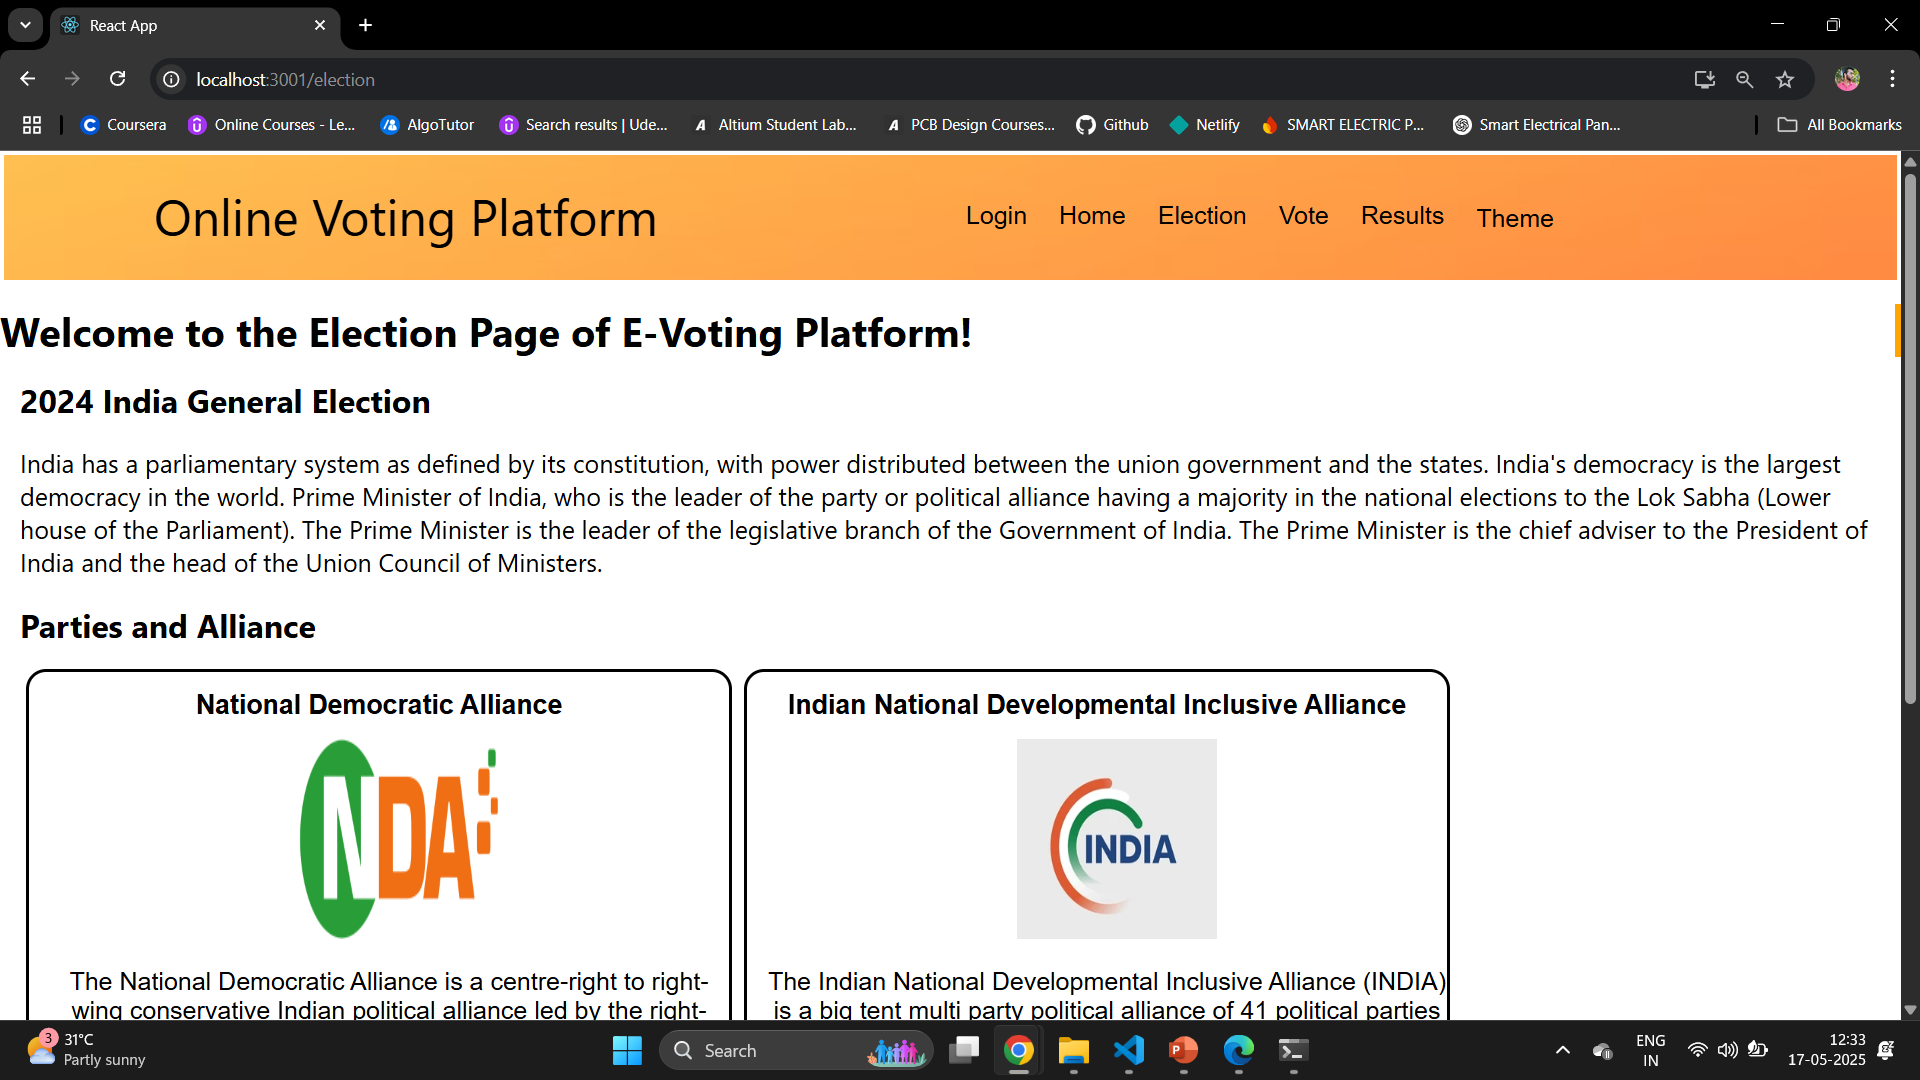 React App
localhost:3001/election
Coursera
Online Courses - Le...
AlgoTutor
Search results | Ude...
Altium Student Lab...
PCB Design Courses...
Github
Netlify
SMART ELECTRIC P...
Smart Electrical Pan...
All Bookmarks
Online Voting Platform
Login
Home
Election
Vote
Results
Theme
Welcome to the Election Page of E-Voting Platform!
2024 India General Election
India has a parliamentary system as defined by its constitution, with power distributed between the union government and the states. India's democracy is the largest
democracy in the world. Prime Minister of India, who is the leader of the party or political alliance having a majority in the national elections to the Lok Sabha (Lower
house of the Parliament). The Prime Minister is the leader of the legislative branch of the Government of India. The Prime Minister is the chief adviser to the President of
India and the head of the Union Council of Ministers.
Parties and Alliance
National Democratic Alliance
NDA
The National Democratic Alliance is a centre-right to right-
wing conservative Indian political alliance led by the right-
Indian National Developmental Inclusive Alliance
INDIA
The Indian National Developmental Inclusive Alliance (INDIA)
is a big tent multi party political alliance of 41 political parties
3
31°C
Partly sunny
Search
ENG
IN
12:33
17-05-2025